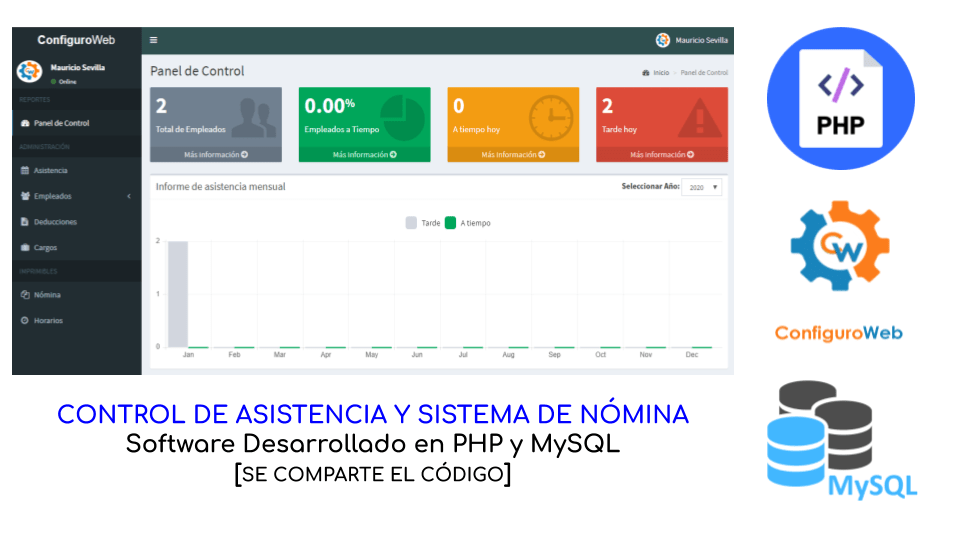 ConfiguroWeb
Mauricio Sevilla
Mauricio Sevilla
Online
REPORTES
Panel de Control
ADMINISTRACIÓN
Asistencia
Empleados
Deducciones
Cargos
IMPRIMIBLES
Nómina
Horarios
Panel de Control
Inicio > Panel de Control
2
Total de Empleados
Más Información
0.00%
Empleados a Tiempo
Más Información
0
A tiempo hoy
Más Información
2
Tarde hoy
Más Información
Informe de asistencia mensual
Seleccionar Año: 2020
Tarde A tiempo
2
1
0
Jan Feb Mar Apr May Jun Jul Aug Sep Oct Nov Dec
CONTROL DE ASISTENCIA Y SISTEMA DE NÓMINA
Software Desarrollado en PHP y MySQL
[SE COMPARTE EL CÓDIGO]
</>
PHP
CW
ConfiguroWeb
MySQL